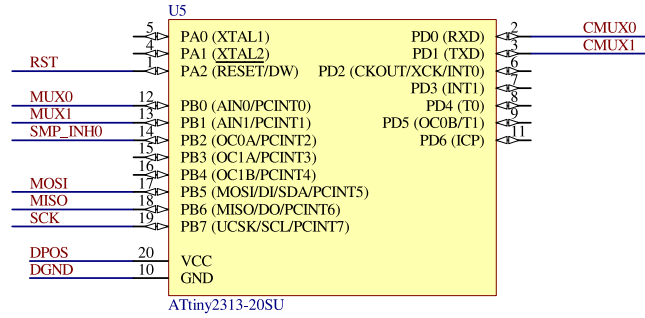 U5
5 PA0 (XTAL1) PD0 (RXD) 2 CMUX0
4 PA1 (XTAL2) PD1 (TXD) 3 CMUX1
RST 1 PA2 (RESET/DW) PD2 (CKOUT/XCK/INT0) 6
PD3 (INT1) 7
MUX0 12 PB0 (AIN0/PCINT0) PD4 (T0) 8
MUX1 13 PB1 (AIN1/PCINT1) PD5 (OC0B/T1) 9
SMP_INH0 14 PB2 (OC0A/PCINT2) PD6 (ICP) 11
15 PB3 (OC1A/PCINT3)
16 PB4 (OC1B/PCINT4)
MOSI 17 PB5 (MOSI/DI/SDA/PCINT5)
MISO 18 PB6 (MISO/DO/PCINT6)
SCK 19 PB7 (UCSK/SCL/PCINT7)
DPOS 20 VCC
DGND 10 GND
ATtiny2313-20SU